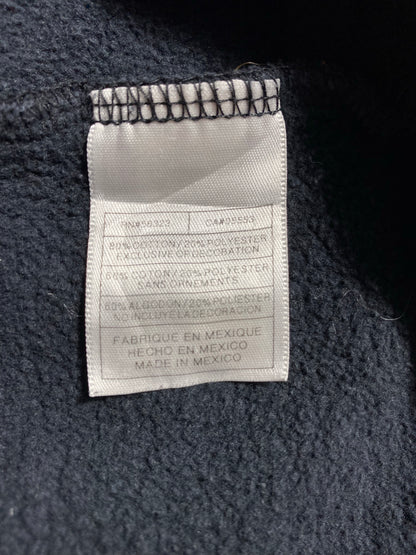 RN#56323 CA#05553
80% COTTON/20% POLYESTER
EXCLUSIVE OF DECORATION
80% COTON/20% POLYESTER
SANS ORNEMENTS
80% ALGODON/20% POLYESTER
NO INCLUYE LA DECORACION
FABRIQUE EN MEXIQUE
HECHO EN MEXICO
MADE IN MEXICO